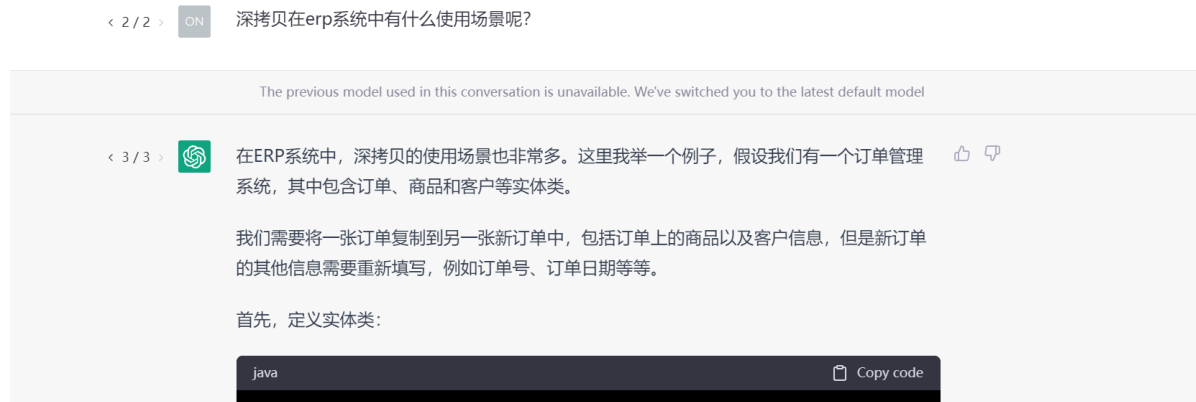 < 2 / 2 > ON 深拷贝在erp系统中有什么使用场景呢？
The previous model used in this conversation is unavailable. We've switched you to the latest default model
< 3 / 3 > 在ERP系统中，深拷贝的使用场景也非常多。这里我举一个例子，假设我们有一个订单管理
系统，其中包含订单、商品和客户等实体类。
我们需要将一张订单复制到另一张新订单中，包括订单上的商品以及客户信息，但是新订单
的其他信息需要重新填写，例如订单号、订单日期等等。
首先，定义实体类：
java Copy code